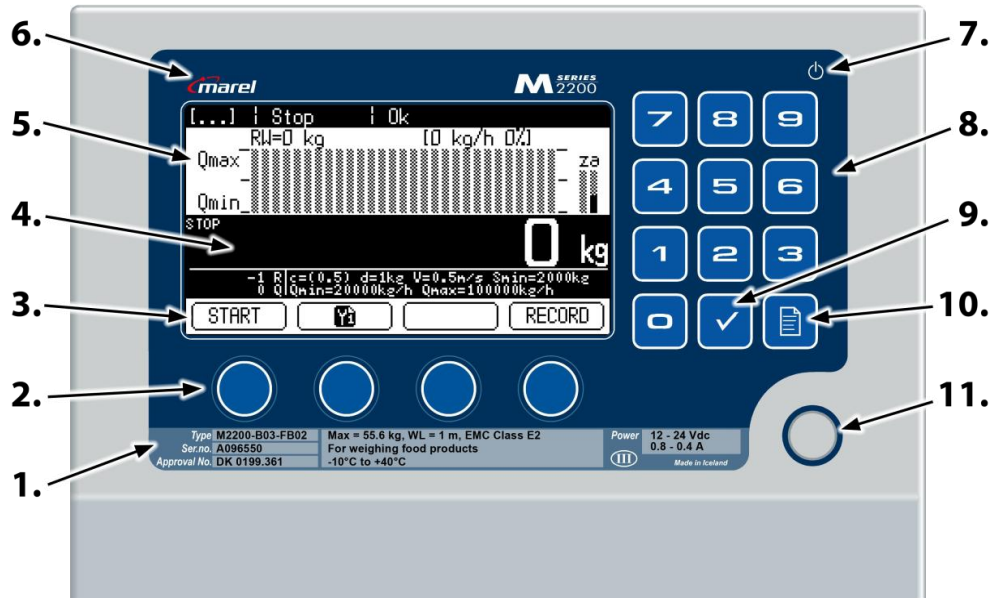 6.
7.
marel
M SERIES 2200
[...] | Stop | Ok
5.
RW=0 kg [0 kg/h 0%]
7 8 9
8.
Qmax
za
Qmin
4 5 6
4.
STOP
9.
0 kg
1 2 3
-1 R|c=(0.5) d=1kg V=0.5m/s Smin=2000kg
0 Q|Qmin=20000kg/h Qmax=100000kg/h
3.
START RECORD
0
10.
2.
11.
Type M2200-B03-FB02 Max = 55.6 kg, WL = 1 m, EMC Class E2 Power 12 - 24 Vdc
Ser.no. A096550 For weighing food products 0.8 - 0.4 A
Approval No. DK 0199.361 -10°C to +40°C III Made in Iceland
1.